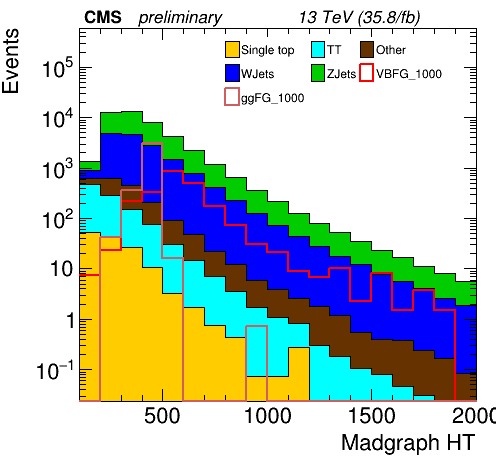 CMS preliminary 13 TeV (35.8/fb)
Events
Single top TT Other
WJets ZJets VBFG_1000
ggFG_1000
10^5
10^4
10^3
10^2
10
1
10^-1
500 1000 1500 2000
Madgraph HT